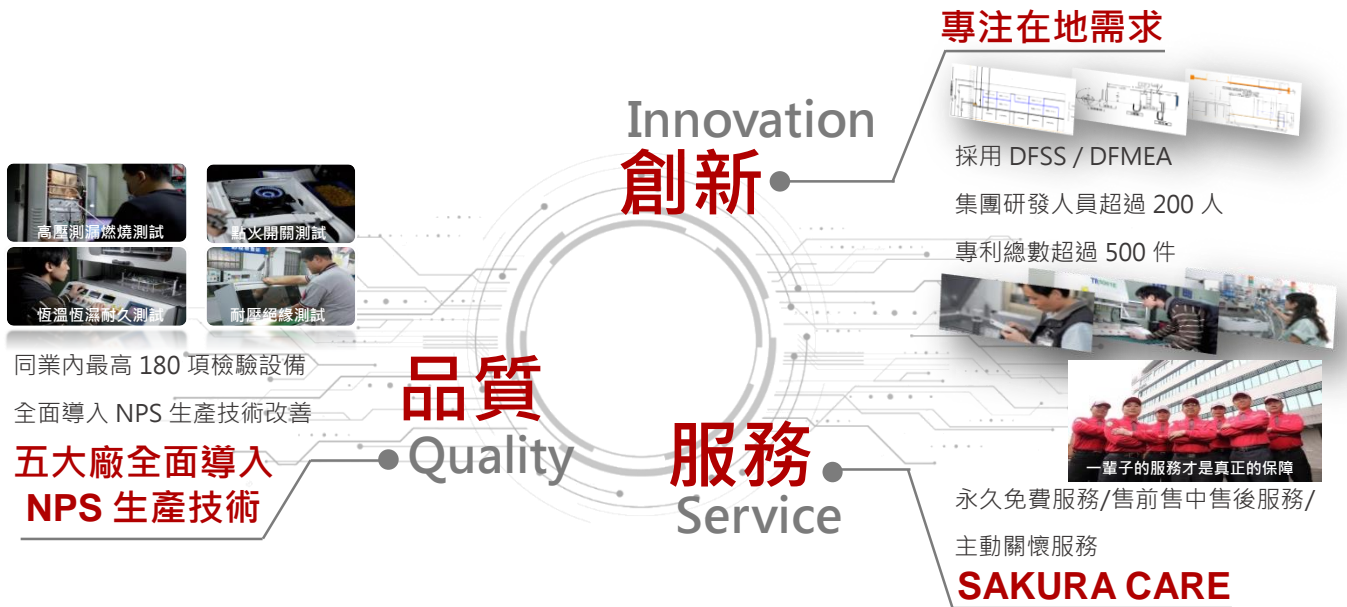 專注在地需求
Innovation
創新
採用 DFSS / DFMEA
集團研發人員超過 200 人
專利總數超過 500 件
高壓測漏燃燒測試
點火開關測試
恆溫恆濕耐久測試
耐壓絕緣測試
同業內最高 180 項檢驗設備
全面導入 NPS 生產技術改善
五大廠全面導入
NPS 生產技術
品質
Quality
服務
Service
一輩子的服務才是真正的保障
永久免費服務/售前售中售後服務/
主動關懷服務
SAKURA CARE